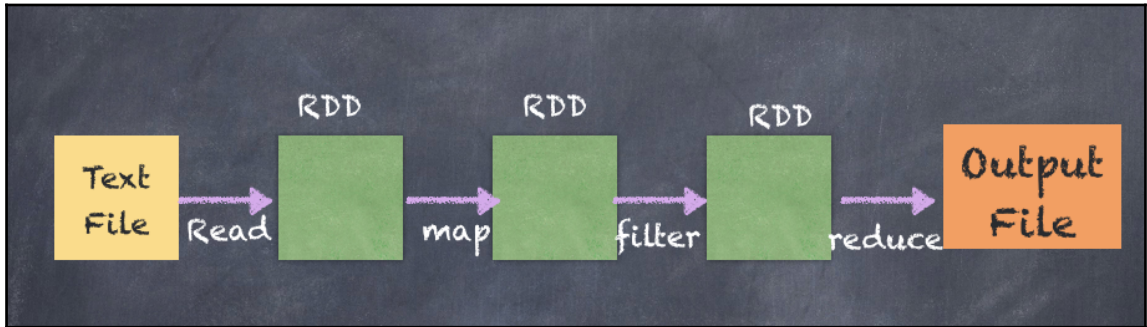 RDD
RDD
RDD
Text
File
Read
map
filter
reduce
Output
File